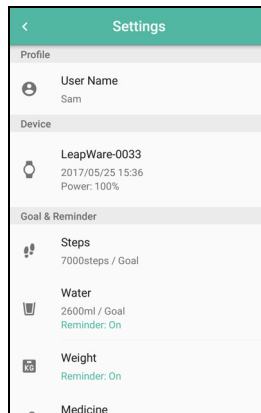 Settings
Profile
User Name
Sam
Device
LeapWare-0033
2017/05/25 15:36
Power: 100%
Goal & Reminder
Steps
7000steps / Goal
Water
2600ml / Goal
Reminder: On
Weight
KG
Reminder: On
Medicine